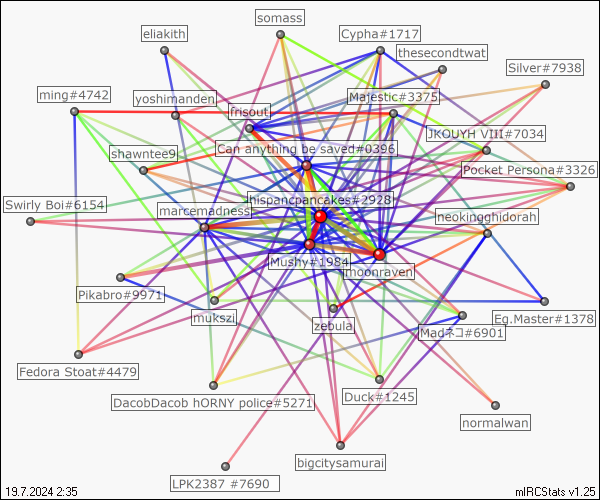 somass
eliakith
Cypha#1717
thesecondtwat
Silver#7938
ming#4742
yoshimanden
Majestic#3375
frisout
JKOUYH VIII#7034
Can anything be saved#0396
shawntee9
Pocket Persona#3326
hispancpancakes#2928
Swirly Boi#6154
marcemadness
neokingghidorah
Mushy#1984
moonraven
Pikabro#9971
mukszi
zebula
Eg.Master#1378
Madネコ#6901
Fedora Stoat#4479
DacobDacob hORNY police#5271
Duck#1245
normalwan
bigcitysamurai
LPK2387 #7690
19.7.2024 2:35
mIRCStats v1.25